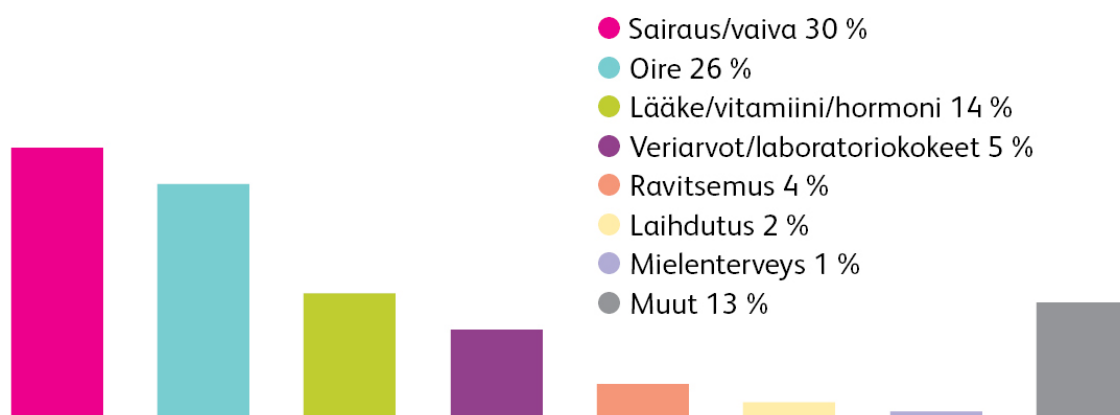 Sairaus/vaiva 30 %
Oire 26 %
Lääke/vitamiini/hormoni 14 %
Veriarvot/laboratoriokokeet 5 %
Ravitsemus 4 %
Laihdutus 2 %
Mielenterveys 1 %
Muut 13 %